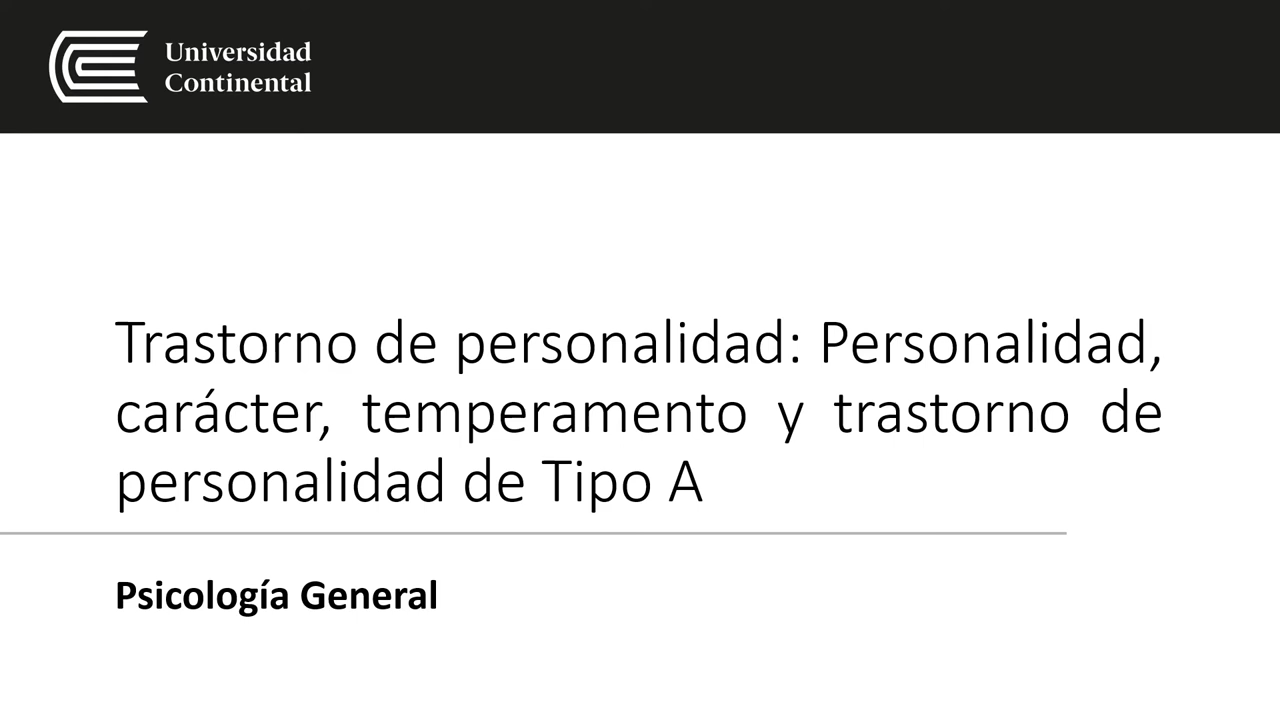 Universidad
Continental
Trastorno de personalidad: Personalidad,
carácter, temperamento y trastorno de
personalidad de Tipo A
Psicología General